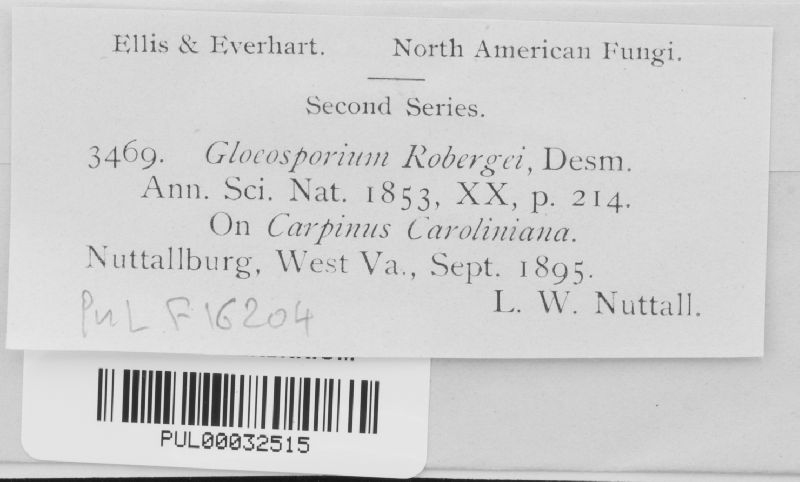 Ellis & Everhart. North American Fungi.
Second Series.
3469. Gloeosporium Robergei, Desm.
Ann. Sci. Nat. 1853, XX, p. 214.
On Carpinus Caroliniana.
Nuttallburg, West Va., Sept. 1895.
L. W. Nuttall.
PuL F16204
PUL00032515